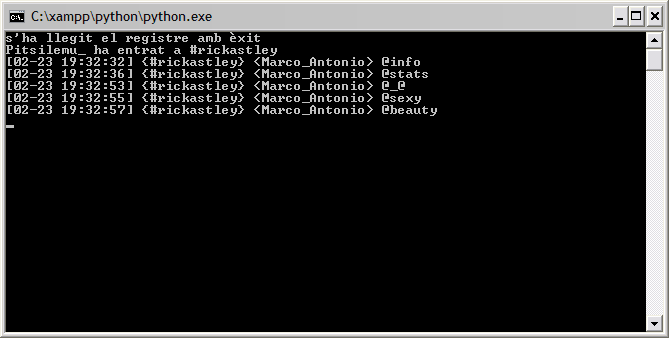 C:\xampp\python\python.exe
s'ha llegit el registre amb èxit
Pitsilemu_ ha entrat a #rickastley
[02-23 19:32:32] {#rickastley} <Marco_Antonio> @info
[02-23 19:32:36] {#rickastley} <Marco_Antonio> @stats
[02-23 19:32:53] {#rickastley} <Marco_Antonio> @_@
[02-23 19:32:55] {#rickastley} <Marco_Antonio> @sexy
[02-23 19:32:57] {#rickastley} <Marco_Antonio> @beauty